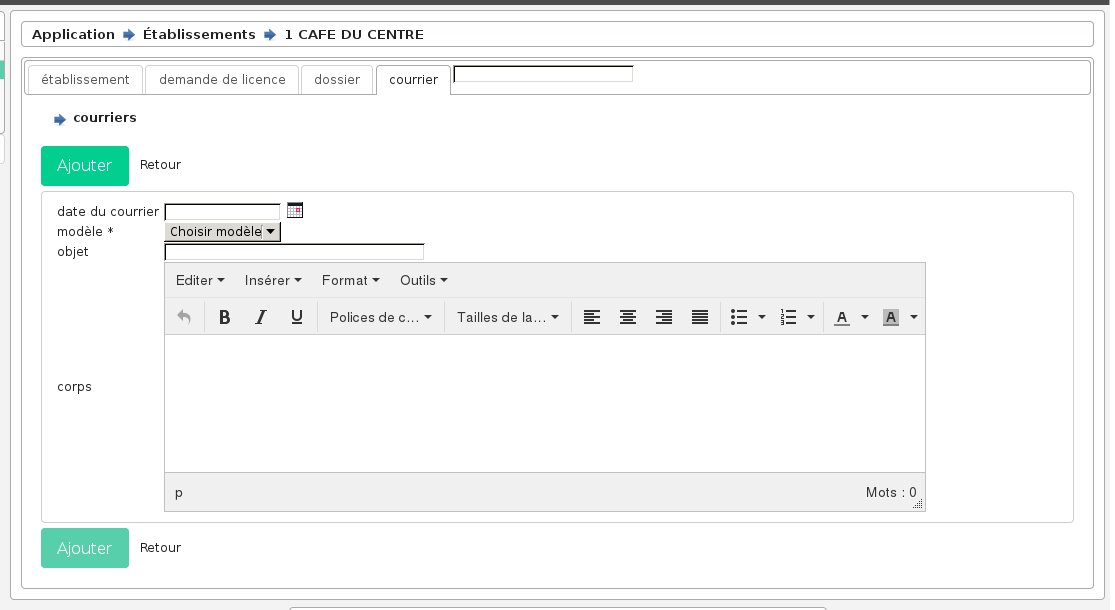 Application Établissements 1 CAFE DU CENTRE
établissement demande de licence dossier courrier
courriers
Ajouter Retour
date du courrier
modèle * Choisir modèle
objet
Editer Insérer Format Outils
B I U Polices de c... Tailles de la... A A
corps
p Mots : 0
Ajouter Retour